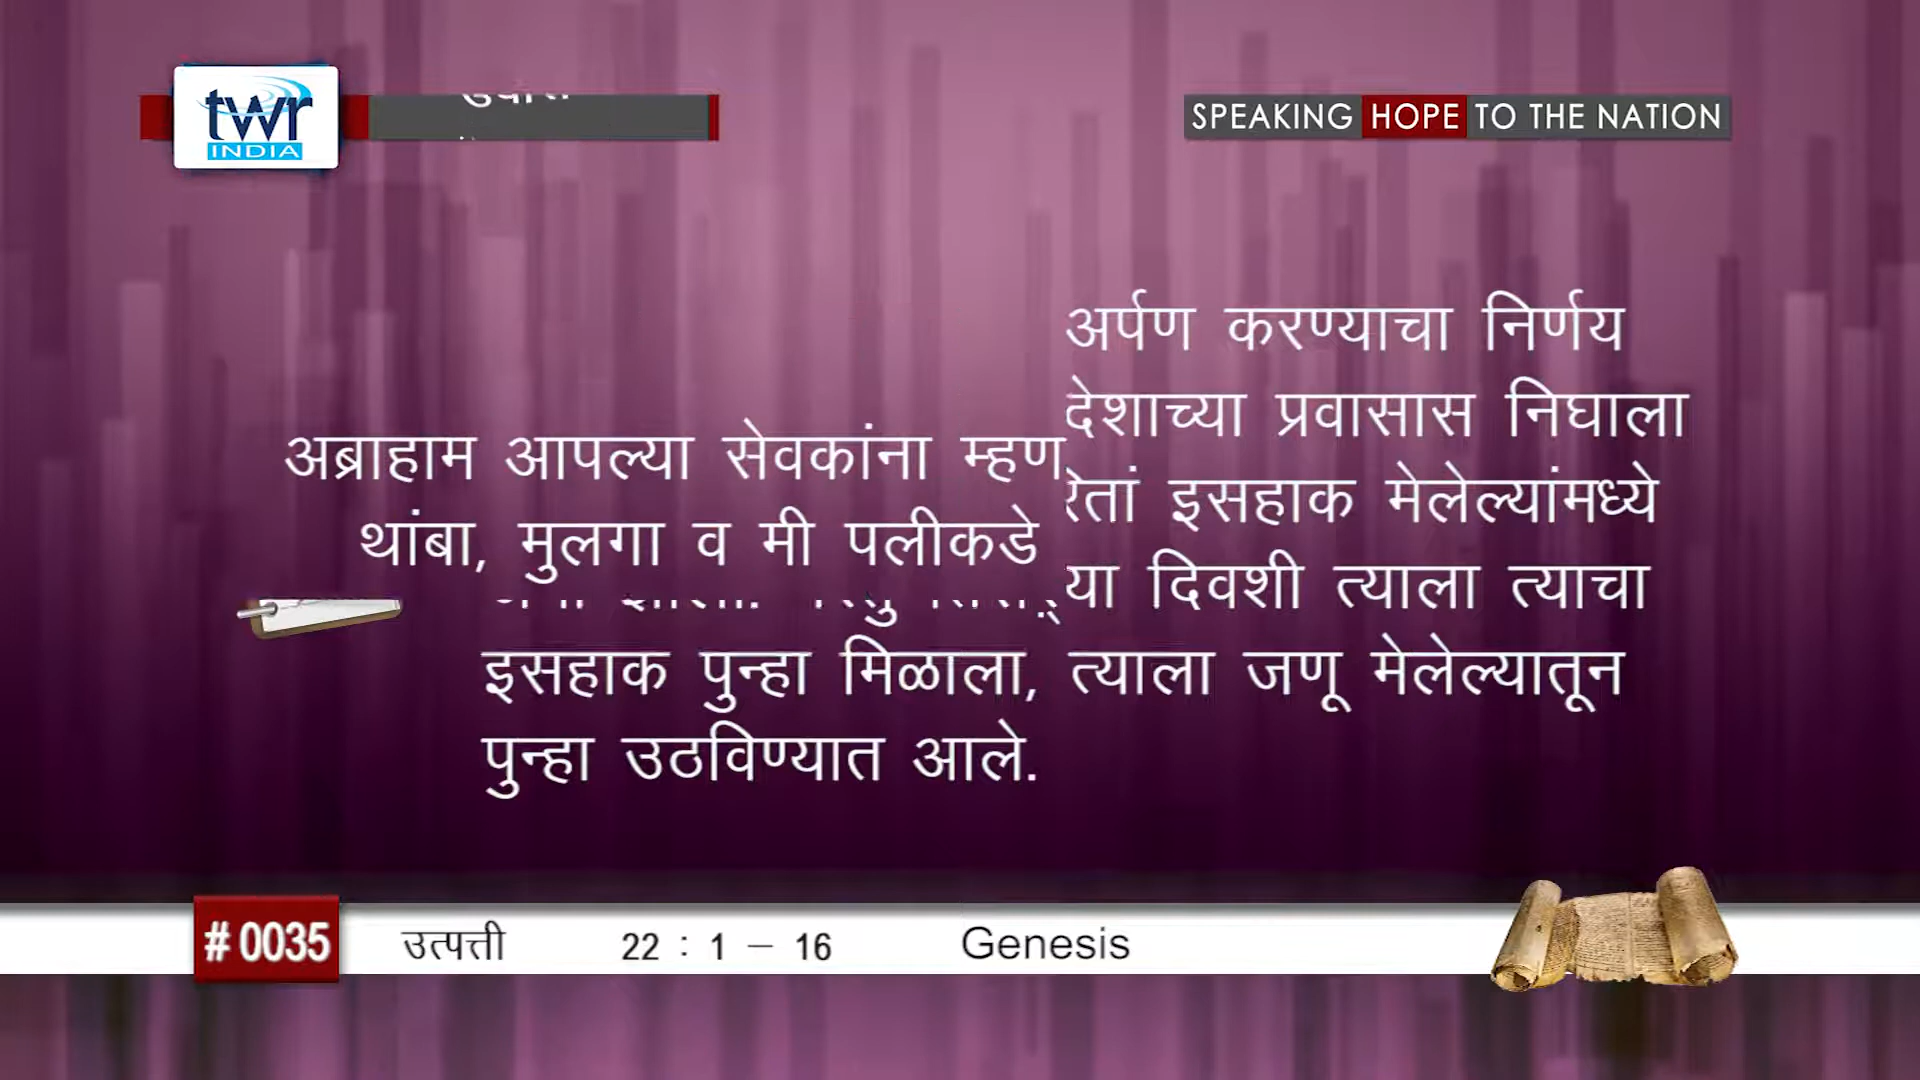 twr
INDIA
SPEAKING HOPE TO THE NATION
अर्पण करण्याचा निर्णय
देशाच्या प्रवासास निघाला
अब्राहाम आपल्या सेवकांना
इसहाक मेलेल्यांमध्ये
थांबा, मुलगा व मी पलीकडे
दिवशी त्याला त्याचा
इसहाक पुन्हा मिळाला, त्याला जणू मेलेल्यातून
पुन्हा उठविण्यात आले.
# 0035 उत्पत्ती 22 : 1 – 16 Genesis